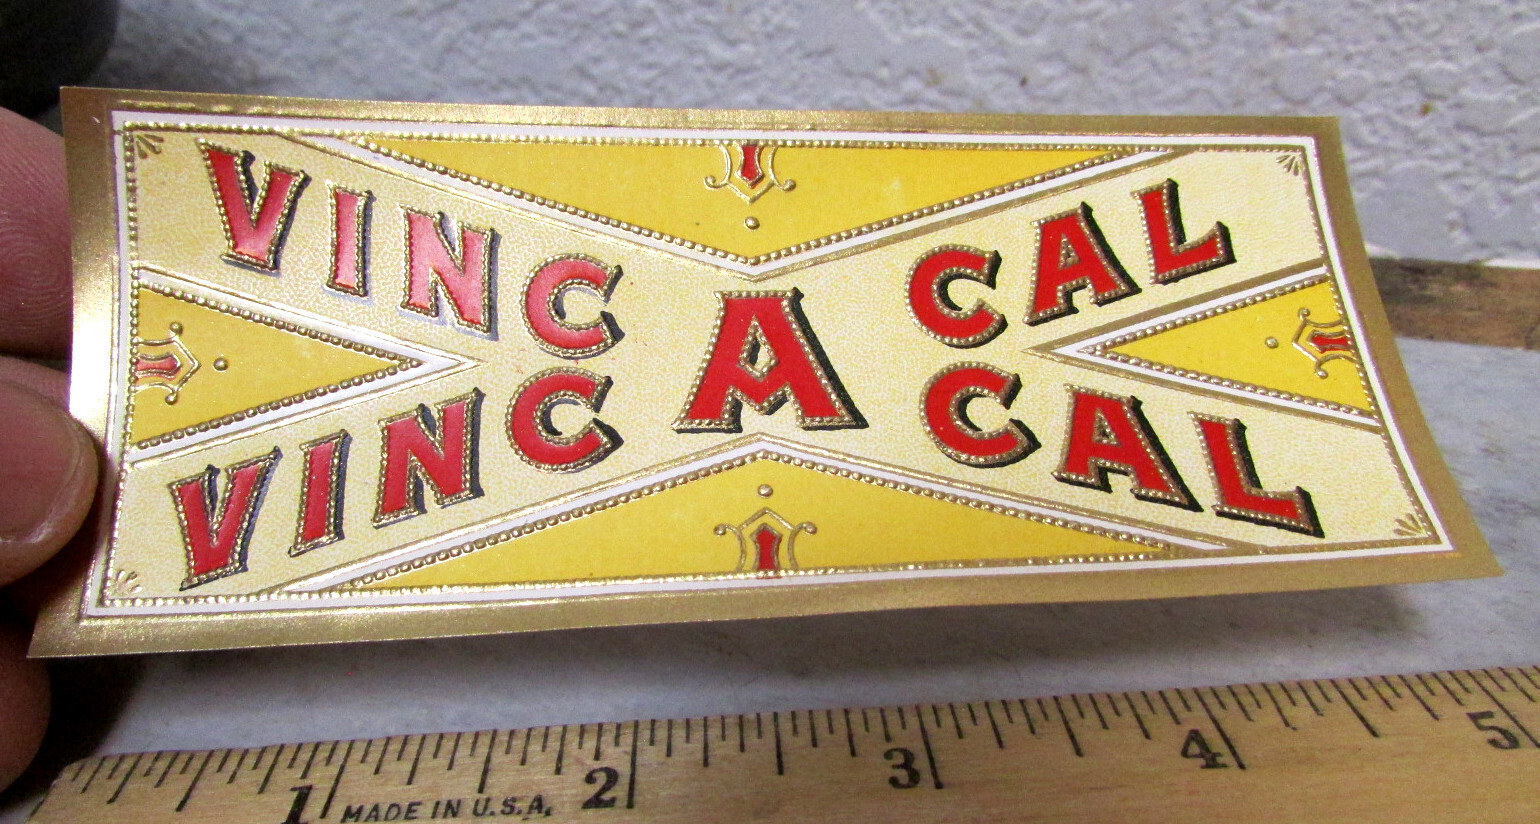 VINC A CAL
VINC CAL
1 2 3 4 5
MADE IN U.S.A.